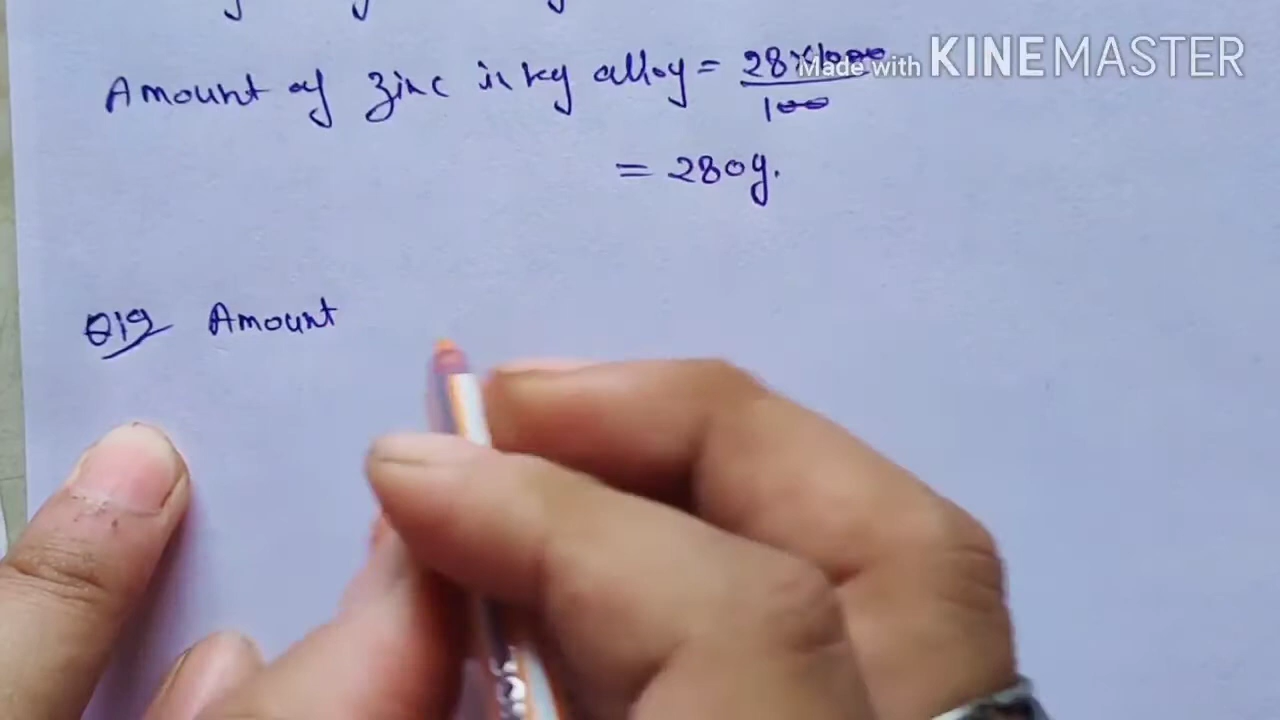 Amount of Zinc in kg alloy = 28×1000
Made with KINEMASTER
100
= 280g.
Q19 Amount